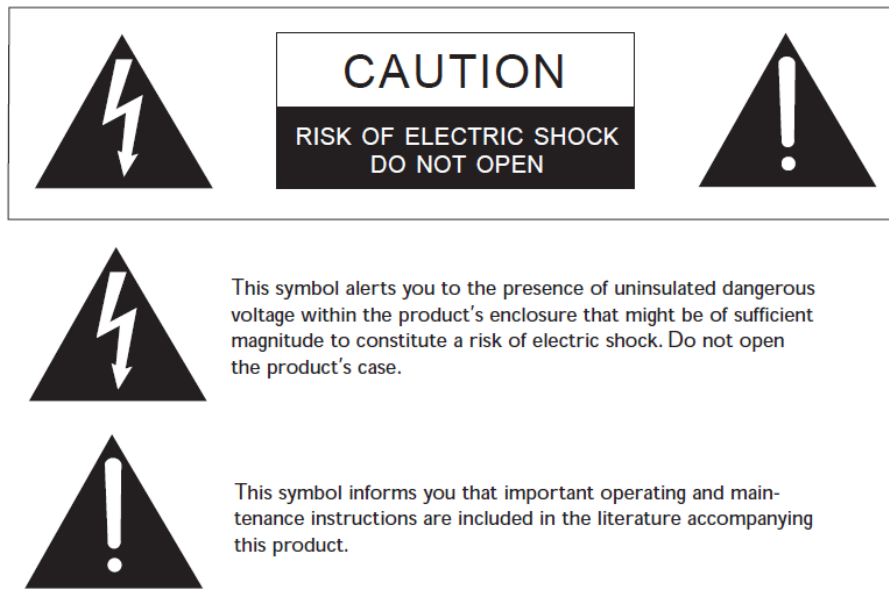 CAUTION
RISK OF ELECTRIC SHOCK
DO NOT OPEN
This symbol alerts you to the presence of uninsulated dangerous
voltage within the product's enclosure that might be of sufficient
magnitude to constitute a risk of electric shock. Do not open
the product's case.
This symbol informs you that important operating and main-
tenance instructions are included in the literature accompanying
this product.